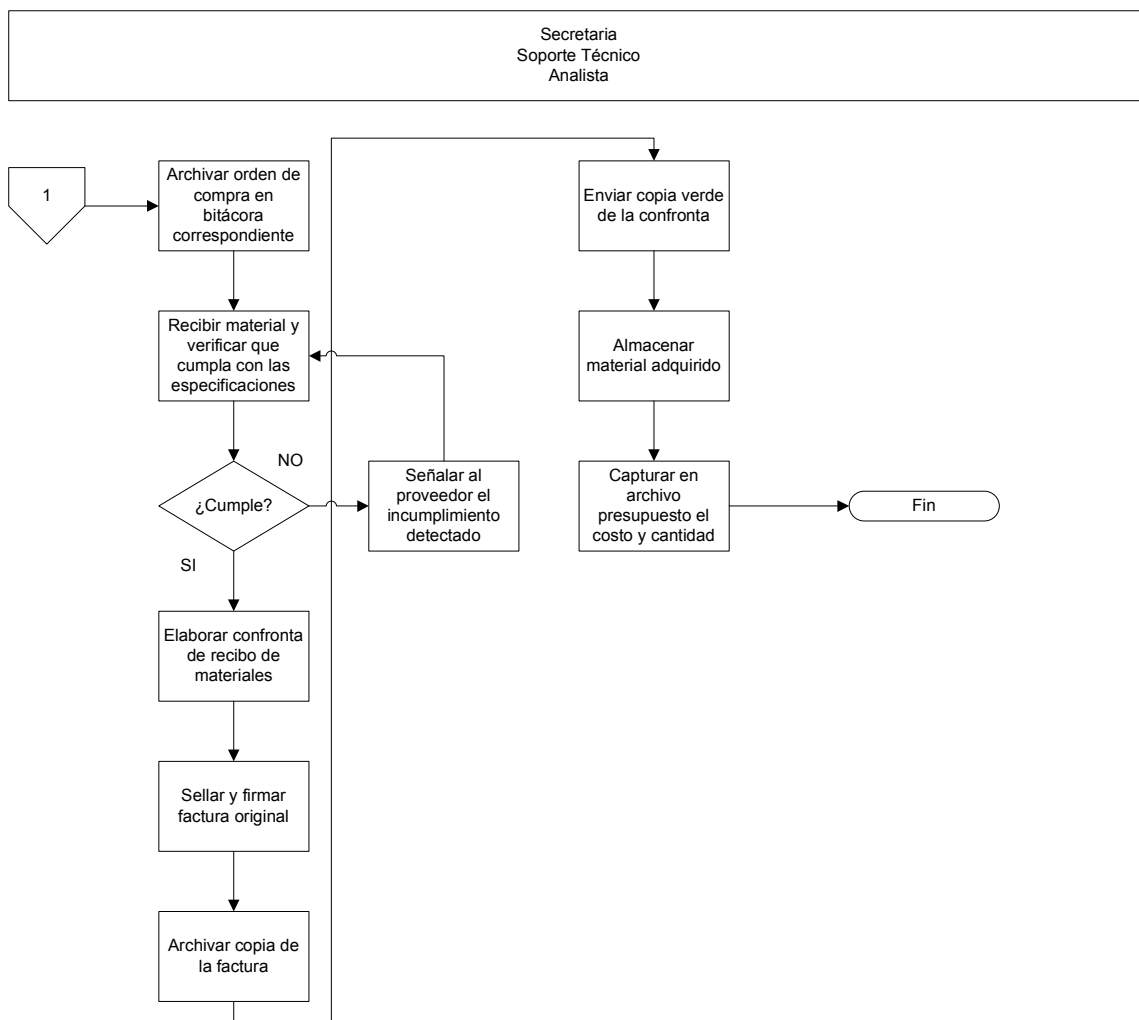 Secretaria
Soporte Técnico
Analista
1
Archivar orden de
compra en
bitácora
correspondiente
Recibir material y
verificar que
cumpla con las
especificaciones
¿Cumple?
NO
SI
Señalar al
proveedor el
incumplimiento
detectado
Elaborar confronta
de recibo de
materiales
Sellar y firmar
factura original
Archivar copia de
la factura
Enviar copia verde
de la confronta
Almacenar
material adquirido
Capturar en
archivo
presupuesto el
costo y cantidad
Fin